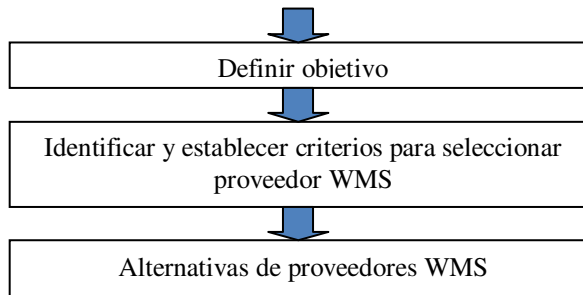 Definir objetivo
Identificar y establecer criterios para seleccionar
proveedor WMS
Alternativas de proveedores WMS